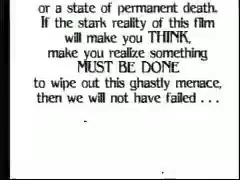 or a state of permanent death.
If the stark reality of this film
will make you THINK,
make you realize something
MUST BE DONE
to wipe out this ghastly menace,
then we will not have failed . . .